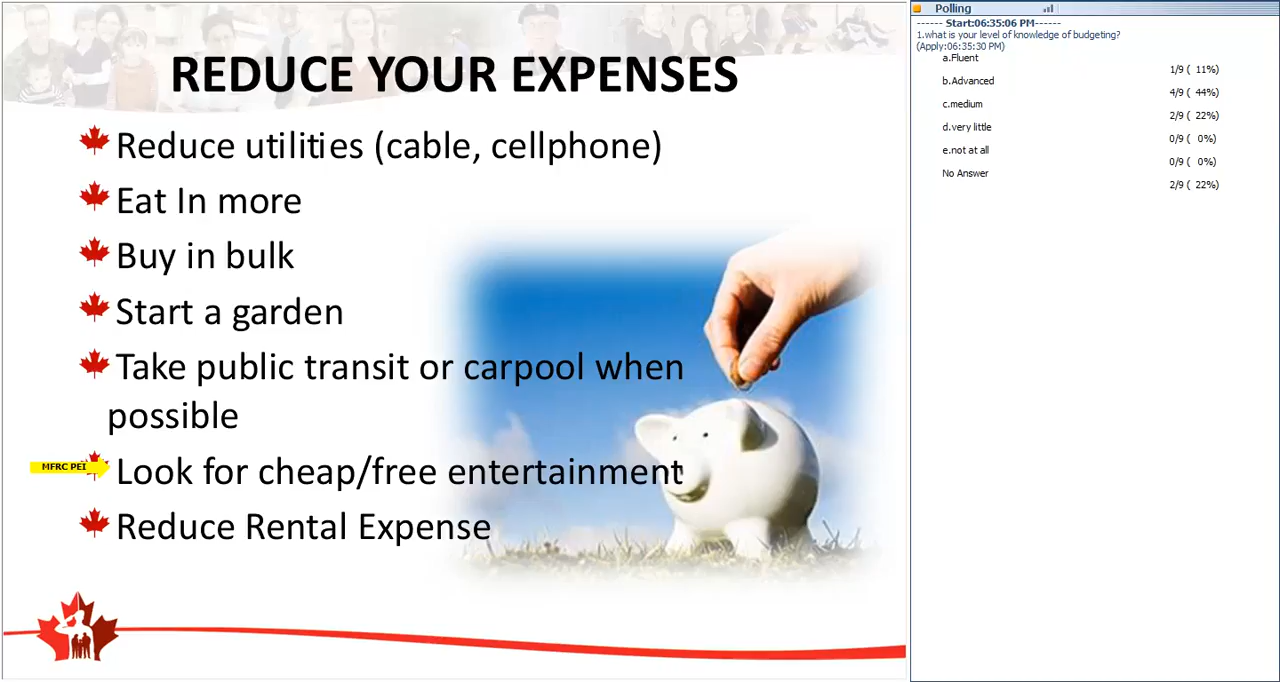 REDUCE YOUR EXPENSES
Reduce utilities (cable, cellphone)
Eat In more
Buy in bulk
Start a garden
Take public transit or carpool when
possible
MFRC PEI
Look for cheap/free entertainment
Reduce Rental Expense
Polling
------ Start:06:35:06 PM------
1.what is your level of knowledge of budgeting?
(Apply:06:35:30 PM)
a.Fluent
1/9 ( 11%)
b.Advanced
4/9 ( 44%)
c.medium
2/9 ( 22%)
d.very little
0/9 ( 0%)
e.not at all
0/9 ( 0%)
No Answer
2/9 ( 22%)